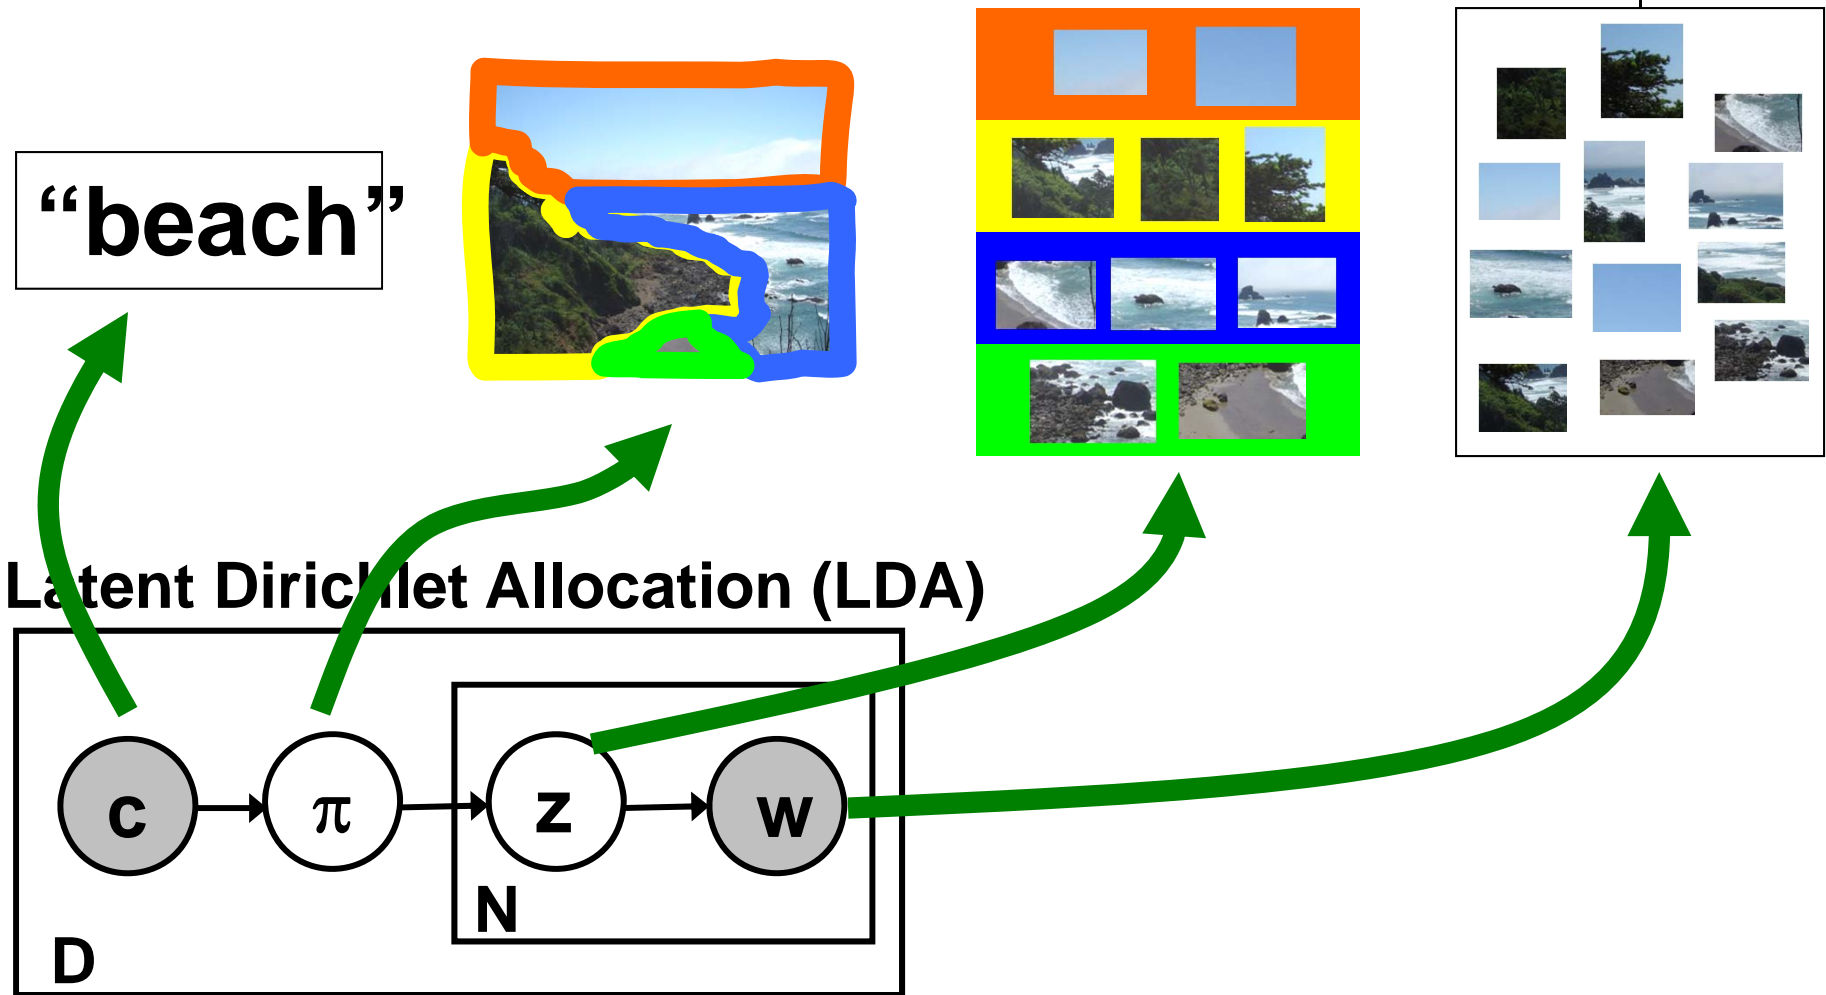 “beach”
Latent Dirichlet Allocation (LDA)
c π z w
N
D